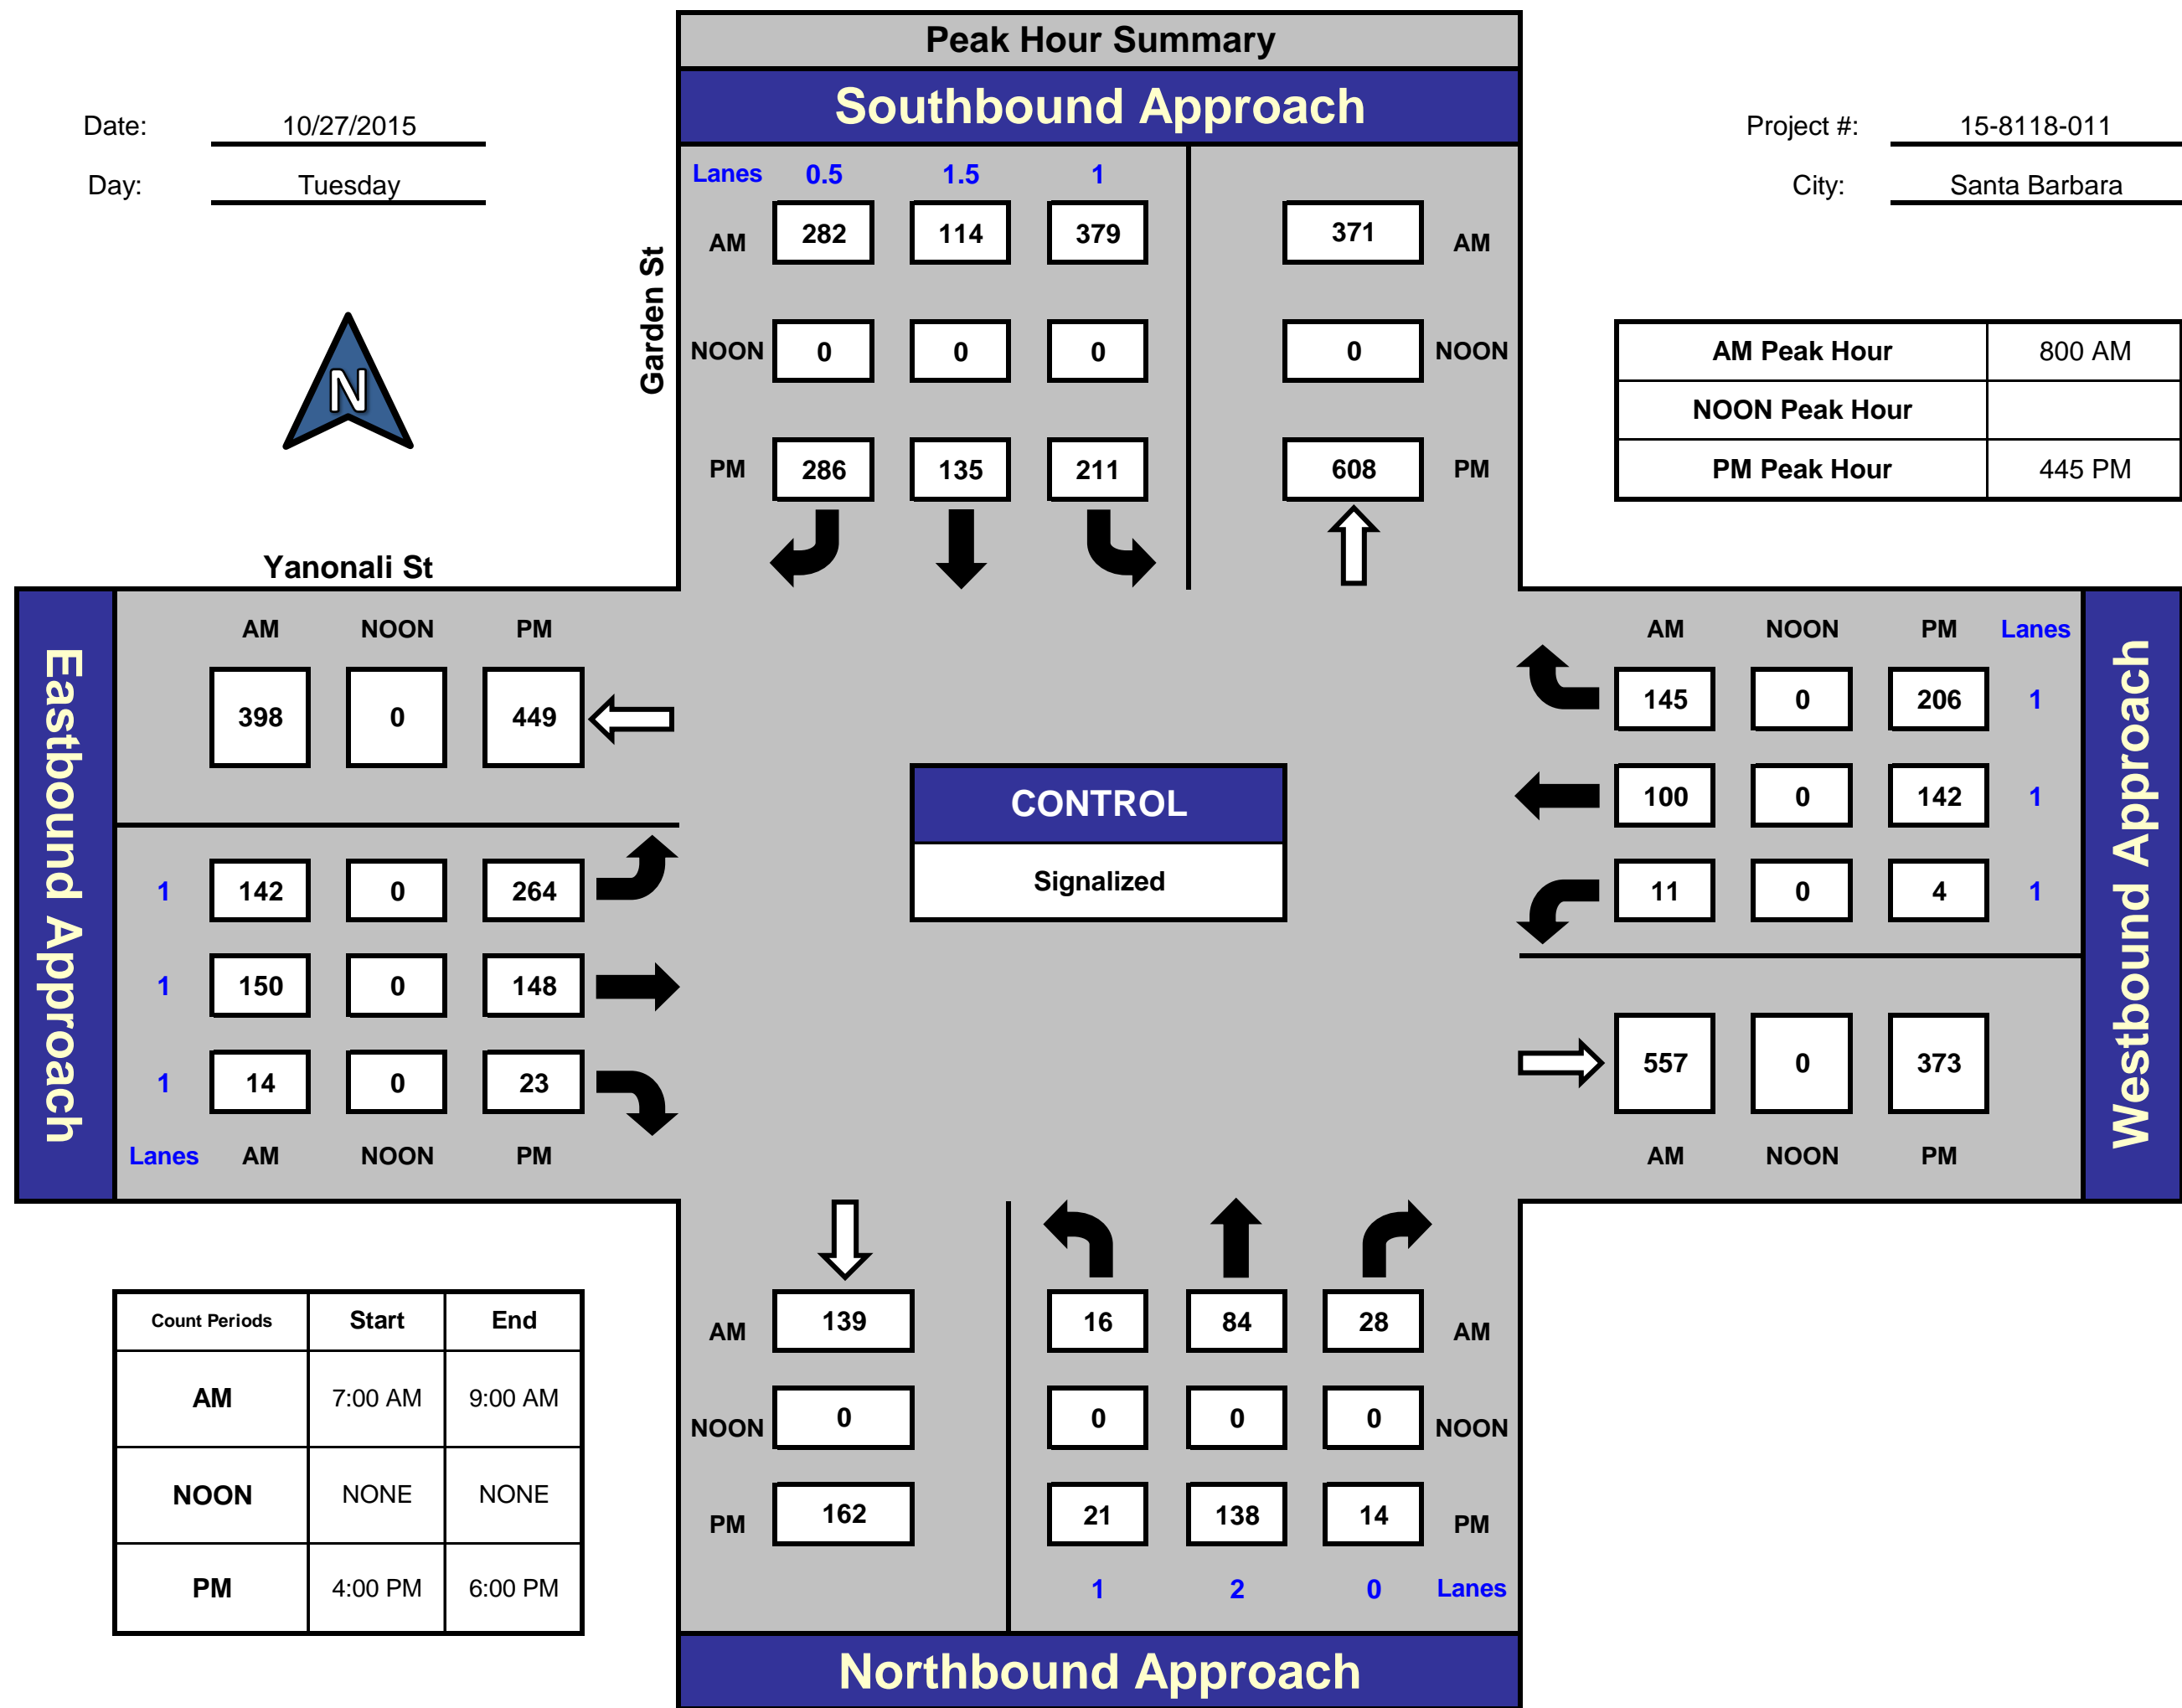 Peak Hour Summary
Southbound Approach
Date: 10/27/2015
Project #: 15-8118-011
Day: Tuesday
City: Santa Barbara
Lanes 0.5 1.5 1
AM 282 114 379 371 AM
Garden St
N
NOON 0 0 0 0 NOON
PM 286 135 211 608 PM
AM Peak Hour 800 AM
NOON Peak Hour
PM Peak Hour 445 PM
Yanonali St
Eastbound Approach
AM NOON PM
398 0 449
1 142 0 264
1 150 0 148
1 14 0 23
Lanes AM NOON PM
CONTROL
Signalized
AM NOON PM Lanes
145 0 206 1
100 0 142 1
11 0 4 1
557 0 373
AM NOON PM
Westbound Approach
Count Periods Start End
AM 7:00 AM 9:00 AM
NOON NONE NONE
PM 4:00 PM 6:00 PM
AM 139 16 84 28 AM
NOON 0 0 0 0 NOON
PM 162 21 138 14 PM
1 2 0 Lanes
Northbound Approach